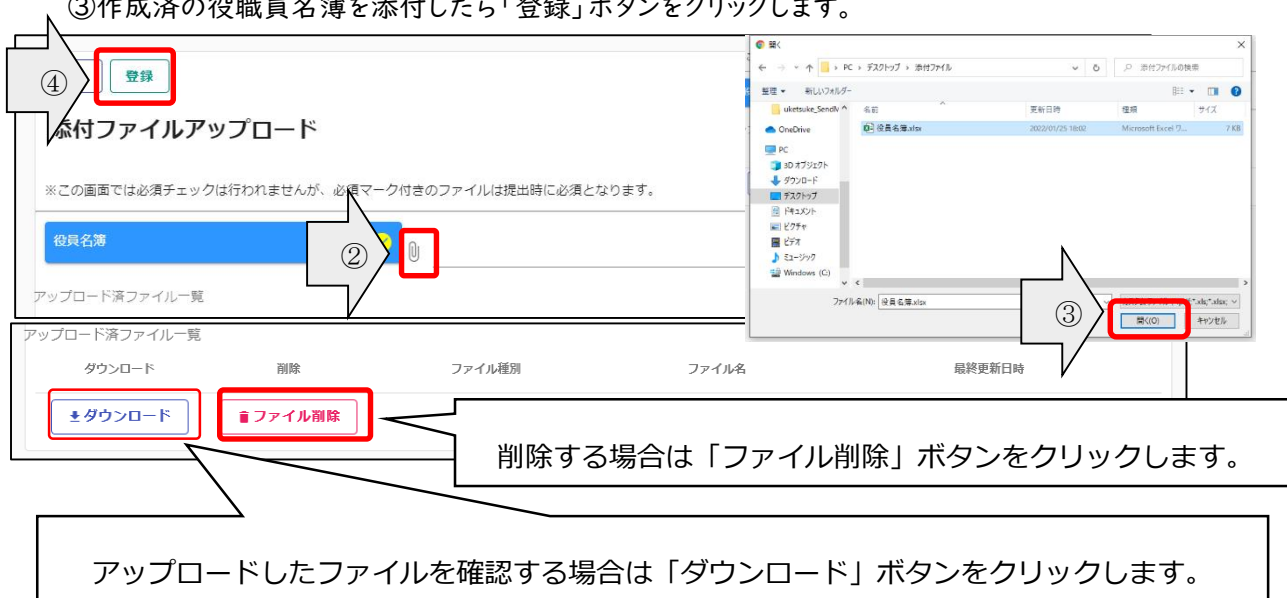 ③作成済の役職員名簿を添付したら「登録」ボタンをクリックします。
④
登録
添付ファイルアップロード
※この画面では必須チェックは行われませんが、必須マーク付きのファイルは提出時に必須となります。
役員名簿
②
アップロード済ファイル一覧
開く
PC › デスクトップ › 添付ファイル
添付ファイルの検索
整理 新しいフォルダー
名前 更新日時 種類 サイズ
uketsuke_SendM
役員名簿.xlsx 2022/01/25 18:02 Microsoft Excel ワ... 7 KB
OneDrive
PC
3D オブジェクト
ダウンロード
デスクトップ
ドキュメント
ピクチャ
ビデオ
ミュージック
Windows (C:)
ファイル名(N): 役員名簿.xlsx
③
開く(O) キャンセル
アップロード済ファイル一覧
ダウンロード 削除 ファイル種別 ファイル名 最終更新日時
ダウンロード ファイル削除
削除する場合は「ファイル削除」ボタンをクリックします。
アップロードしたファイルを確認する場合は「ダウンロード」ボタンをクリックします。